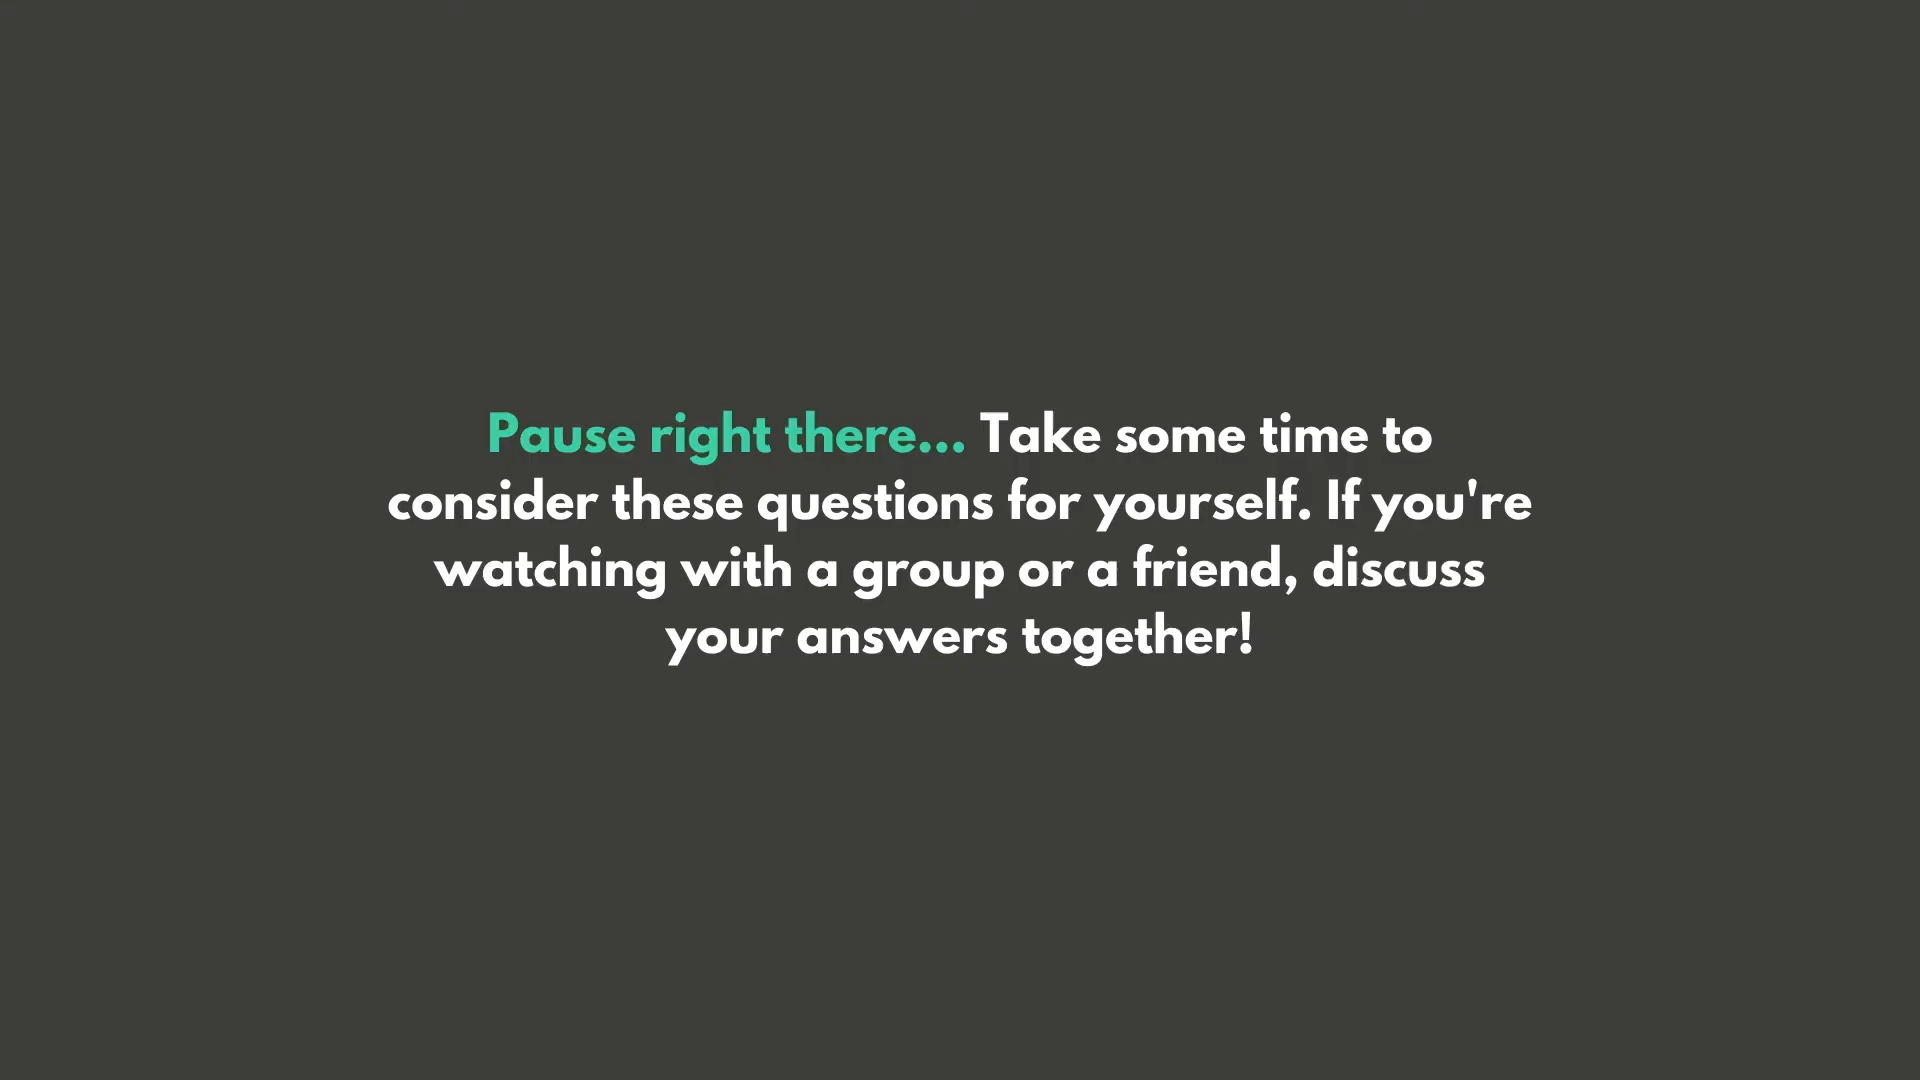 Pause right there... Take some time to
consider these questions for yourself. If you're
watching with a group or a friend, discuss
your answers together!